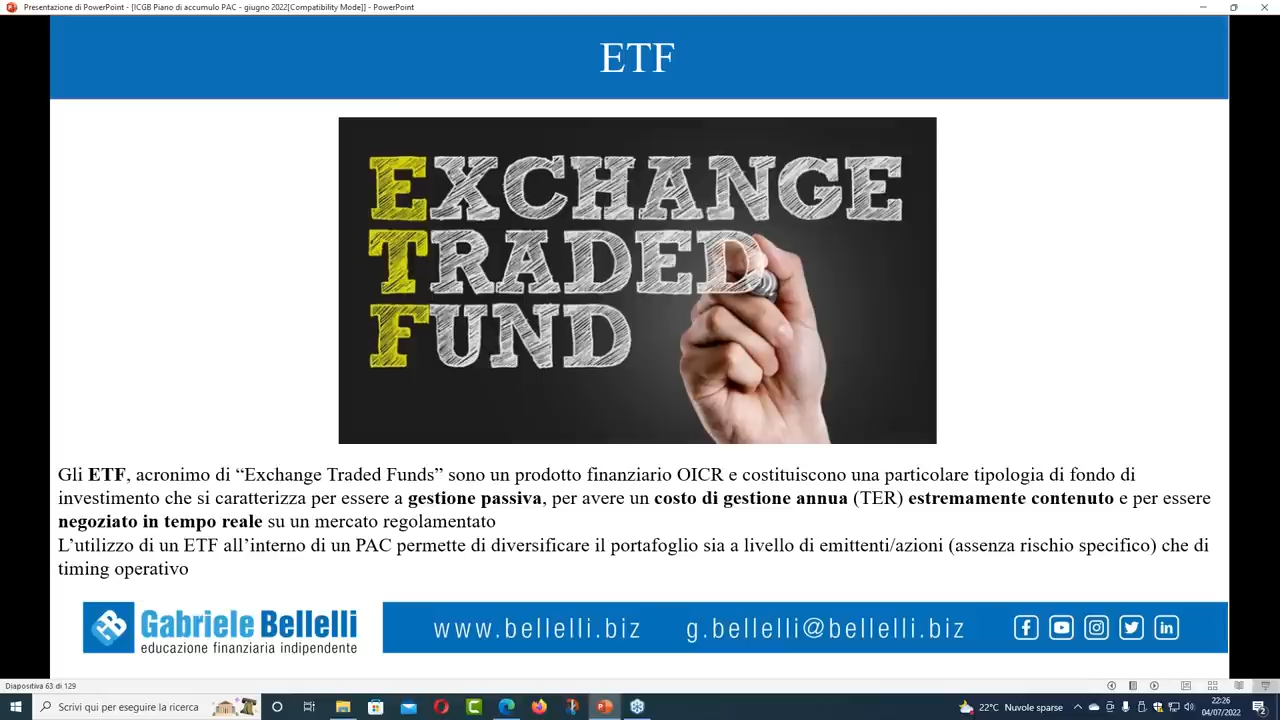 Presentazione di PowerPoint - [ICGB Piano di accumulo PAC - giugno 2022[Compatibility Mode]] - PowerPoint
ETF
EXCHANGE
TRADED
FUND
Gli ETF, acronimo di “Exchange Traded Funds” sono un prodotto finanziario OICR e costituiscono una particolare tipologia di fondo di
investimento che si caratterizza per essere a gestione passiva, per avere un costo di gestione annua (TER) estremamente contenuto e per essere
negoziato in tempo reale su un mercato regolamentato
L’utilizzo di un ETF all’interno di un PAC permette di diversificare il portafoglio sia a livello di emittenti/azioni (assenza rischio specifico) che di
timing operativo
Gabriele Bellelli
educazione finanziaria indipendente
www.bellelli.biz g.bellelli@bellelli.biz
Diapositiva 63 di 129
Scrivi qui per eseguire la ricerca
22°C Nuvole sparse
22:26
04/07/2022